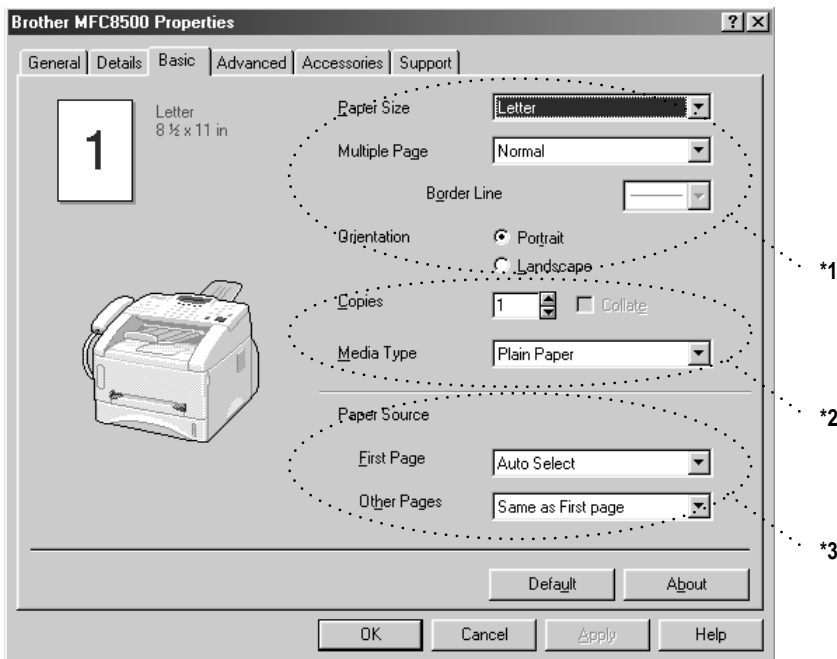 Brother MFC8500 Properties
General Details Basic Advanced Accessories Support
1
Letter
8 ½ x 11 in
Paper Size Letter
Multiple Page Normal
Border Line
Orientation Portrait
Landscape
*1
Copies 1 Collate
Media Type Plain Paper
*2
Paper Source
First Page Auto Select
Other Pages Same as First page
*3
Default About
OK Cancel Apply Help